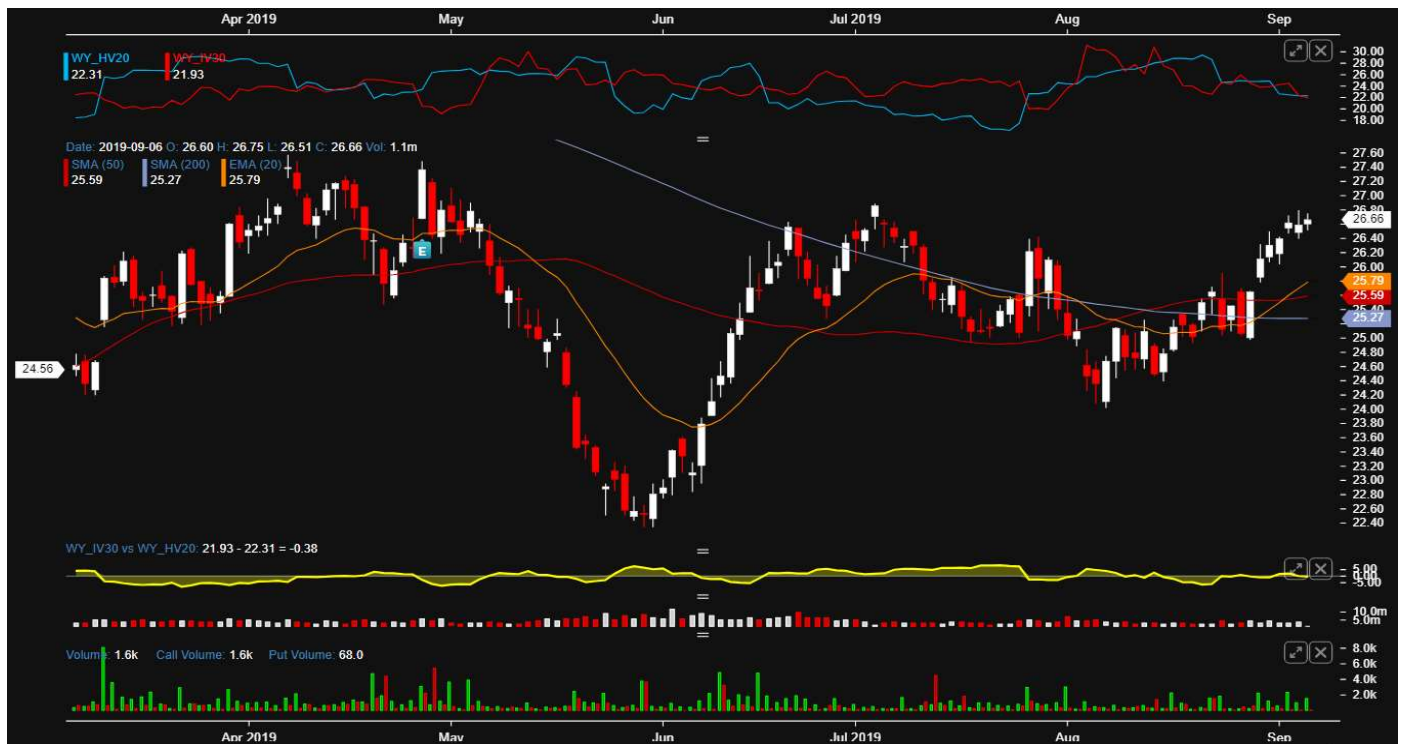 Apr 2019 May Jun Jul 2019 Aug Sep
WY_HV20 WY_IV30
22.31 21.93
30.00
28.00
26.00
24.00
22.00
20.00
18.00
Date: 2019-09-06 O: 26.60 H: 26.75 L: 26.51 C: 26.66 Vol: 1.1m
SMA (50) SMA (200) EMA (20)
25.59 25.27 25.79
27.60
27.40
27.20
27.00
26.80
26.66
26.40
26.20
26.00
25.79
25.59
25.40
25.27
25.00
24.80
24.56
24.60
24.40
24.20
24.00
23.80
23.60
23.40
23.20
23.00
22.80
22.60
22.40
E
WY_IV30 vs WY_HV20: 21.93 - 22.31 = -0.38
5.00
0.00
-5.00
10.0m
5.0m
Volume: 1.6k Call Volume: 1.6k Put Volume: 68.0
8.0k
6.0k
4.0k
2.0k
Apr 2019 May Jun Jul 2019 Aug Sep